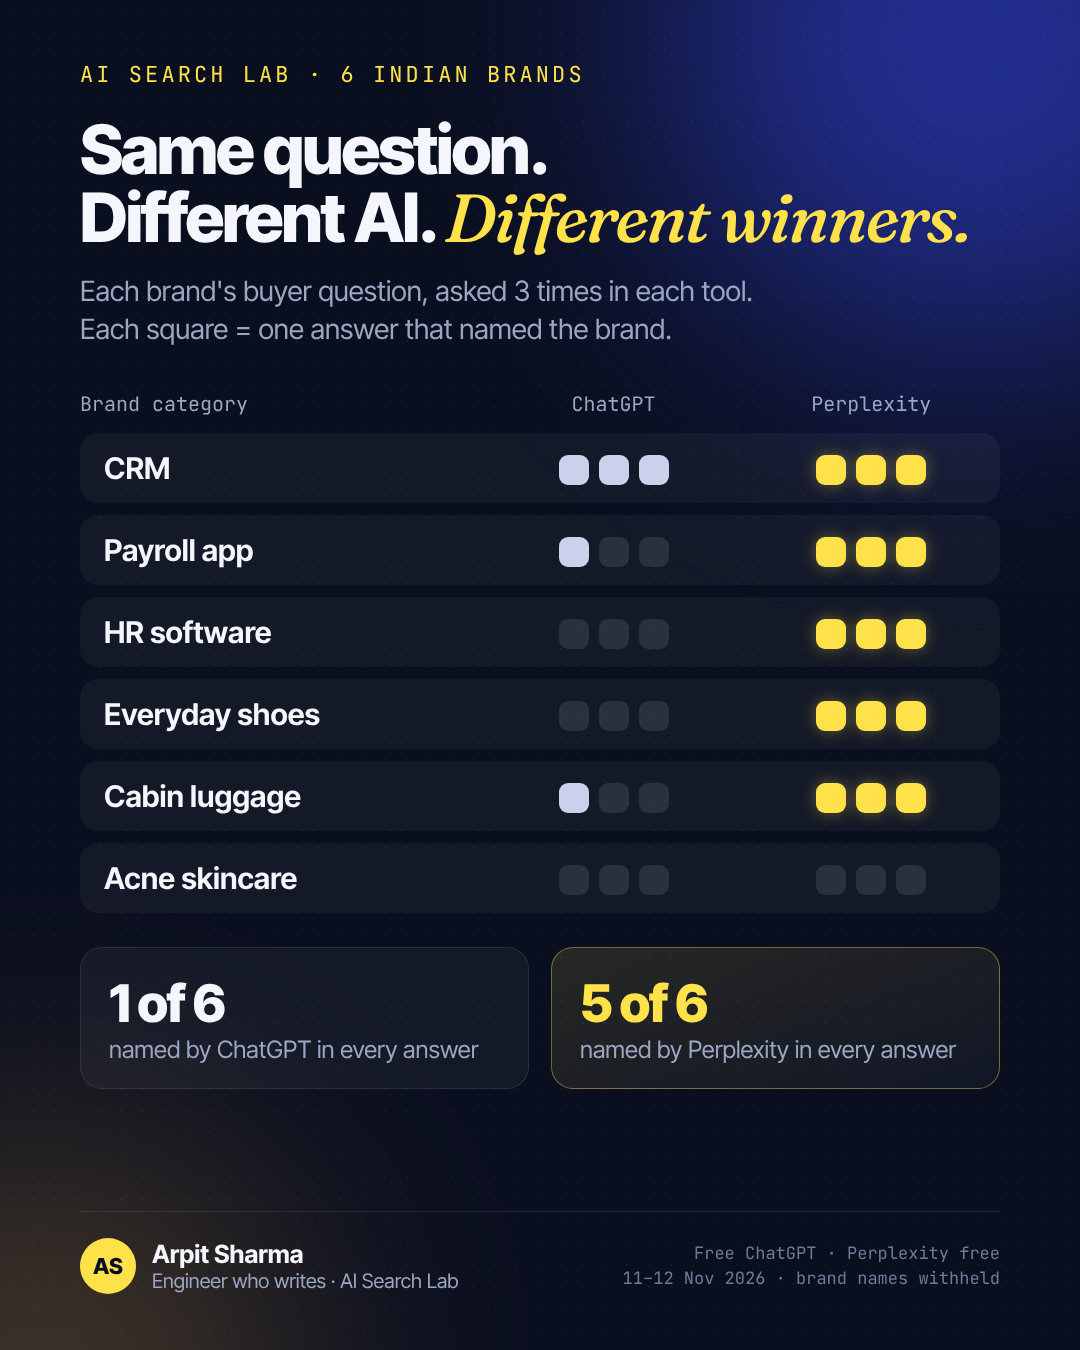 AI SEARCH LAB · 6 INDIAN BRANDS
Same question.
Different AI. Different winners.
Each brand's buyer question, asked 3 times in each tool.
Each square = one answer that named the brand.
Brand category ChatGPT Perplexity
CRM
Payroll app
HR software
Everyday shoes
Cabin luggage
Acne skincare
1 of 6
named by ChatGPT in every answer
5 of 6
named by Perplexity in every answer
AS
Arpit Sharma
Engineer who writes · AI Search Lab
Free ChatGPT · Perplexity free
11–12 Nov 2026 · brand names withheld